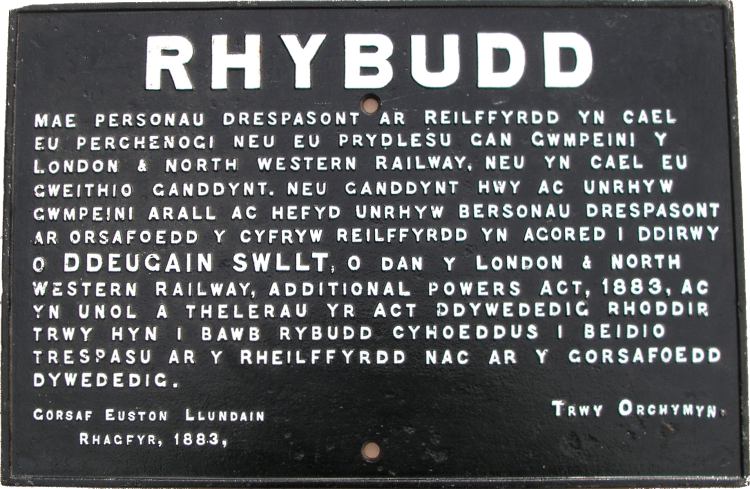 RHYBUDD
MAE PERSONAU DRESPASONT AR REILFFYRDD YN CAEL
EU PERCHENOGI NEU EU PRYDLESU GAN GWMPEINI Y
LONDON & NORTH WESTERN RAILWAY, NEU YN CAEL EU
GWEITHIO GANDDYNT. NEU GANDDYNT HWY AC UNRHYW
GWMPEINI ARALL AC HEFYD UNRHYW BERSONAU DRESPASONT
AR ORSAFOEDD Y CYFRYW REILFFYRDD YN AGORED I DDIRWY
O DDEUGAIN SWLLT, O DAN Y LONDON & NORTH
WESTERN RAILWAY, ADDITIONAL POWERS ACT, 1883, AC
YN UNOL A THELERAU YR ACT DDYWEDEDIG RHODDIR
TRWY HYN I BAWB RYBUDD CYHOEDDUS I BEIDIO
TRESPASU AR Y RHEILFFYRDD NAC AR Y GORSAFOEDD
DYWEDEDIG.
GORSAF EUSTON LLUNDAIN
TRWY ORCHYMYN.
RHAGFYR, 1883,